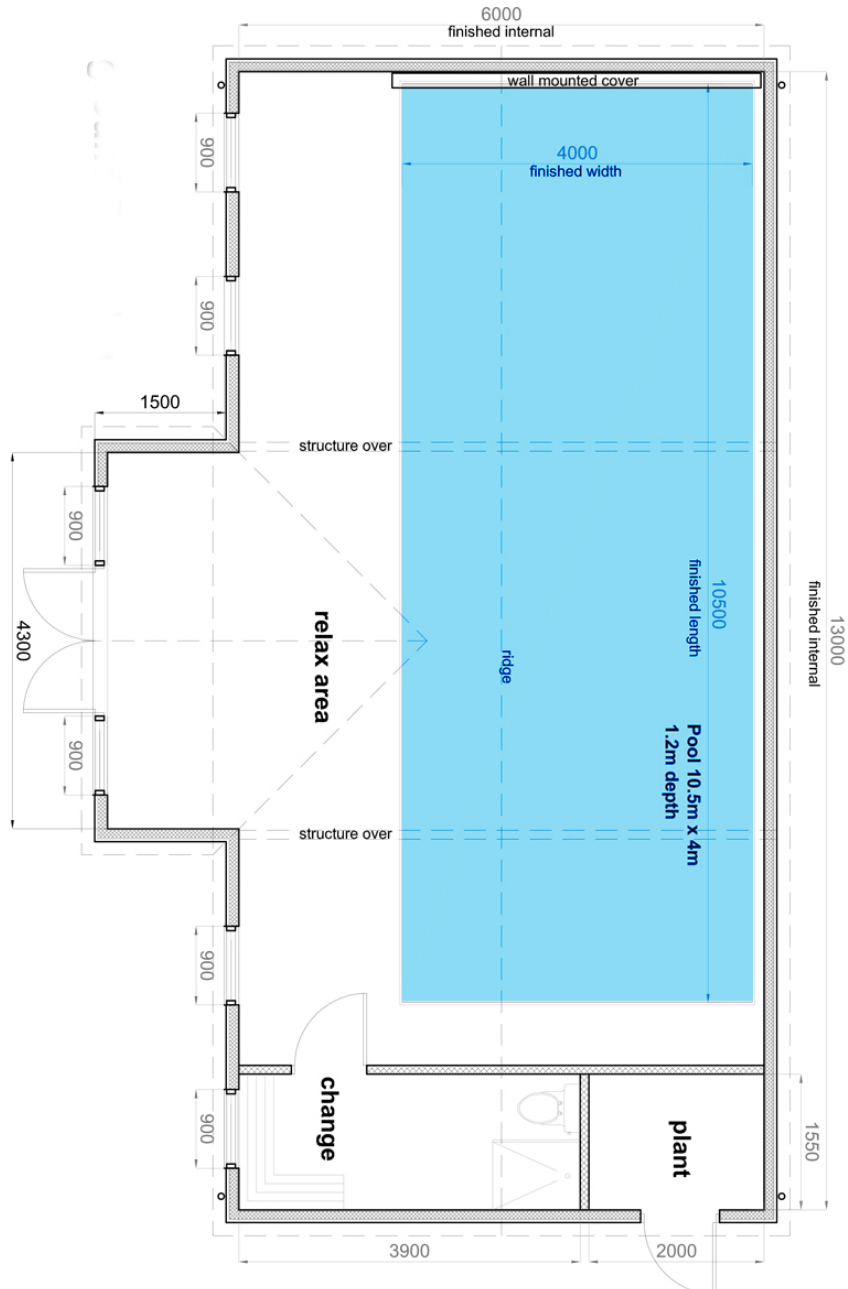 6000
finished internal
wall mounted cover
4000
finished width
900
900
1500
structure over
900
finished length
10500
finished internal
13000
4300
relax area
ridge
Pool 10.5m x 4m
1.2m depth
900
structure over
900
change
900
plant
1550
3900
2000